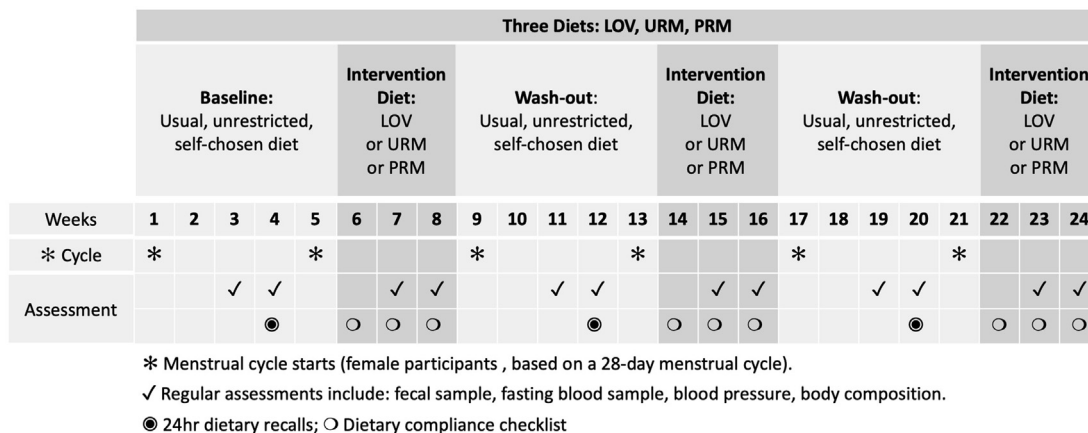 Three Diets: LOV, URM, PRM
Baseline:
Usual, unrestricted,
self-chosen diet
Intervention
Diet:
LOV
or URM
or PRM
Wash-out:
Usual, unrestricted,
self-chosen diet
Intervention
Diet:
LOV
or URM
or PRM
Wash-out:
Usual, unrestricted,
self-chosen diet
Intervention
Diet:
LOV
or URM
or PRM
Weeks 1 2 3 4 5 6 7 8 9 10 11 12 13 14 15 16 17 18 19 20 21 22 23 24
✻ Cycle ✻ ✻ ✻ ✻ ✻ ✻
Assessment
✓ ✓ ✓ ✓ ✓ ✓ ✓ ✓ ✓ ✓ ✓ ✓
◉ ❍ ❍ ❍ ◉ ❍ ❍ ❍ ◉ ❍ ❍ ❍
✻ Menstrual cycle starts (female participants , based on a 28-day menstrual cycle).
✓ Regular assessments include: fecal sample, fasting blood sample, blood pressure, body composition.
◉ 24hr dietary recalls; ❍ Dietary compliance checklist